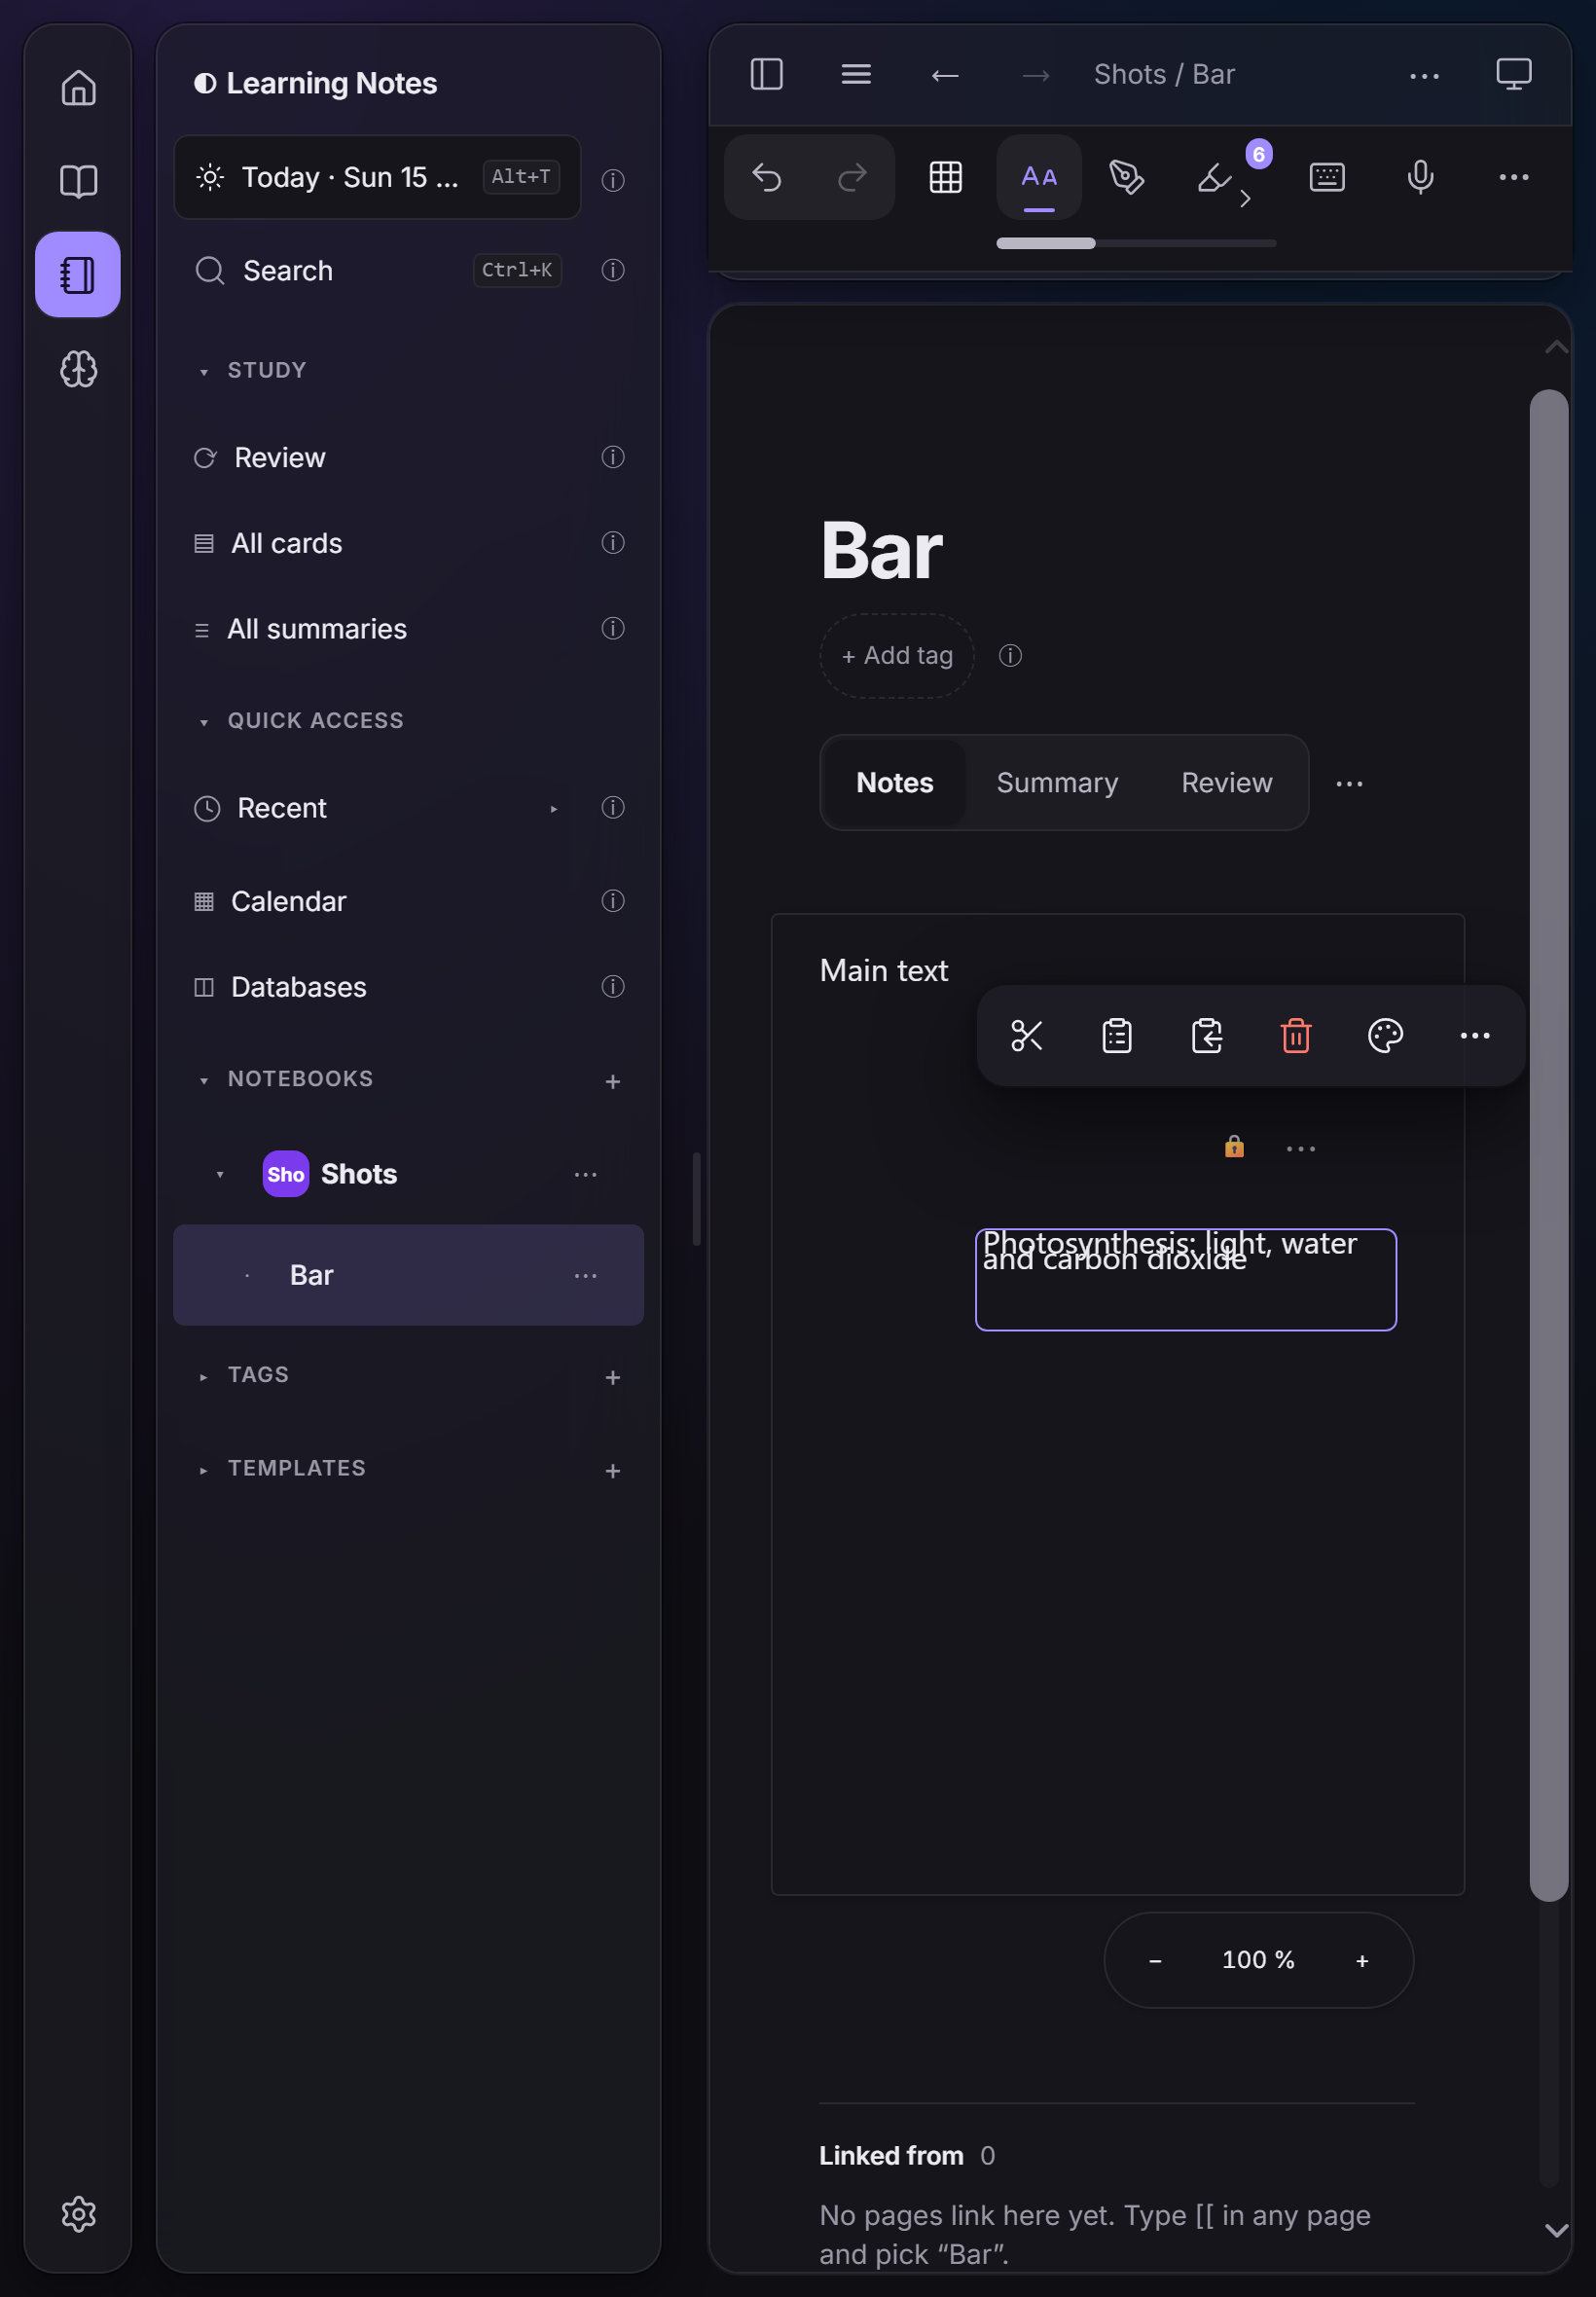 Learning Notes
Today · Sun 15 ... Alt+T
Search Ctrl+K
STUDY
Review
All cards
All summaries
QUICK ACCESS
Recent
Calendar
Databases
NOTEBOOKS
Sho Shots
Bar
TAGS
TEMPLATES
Shots / Bar
AA
6
Bar
+ Add tag
Notes Summary Review
Main text
Photosynthesis: light, water
and carbon dioxide
− 100 % +
Linked from 0
No pages link here yet. Type [[ in any page
and pick “Bar”.